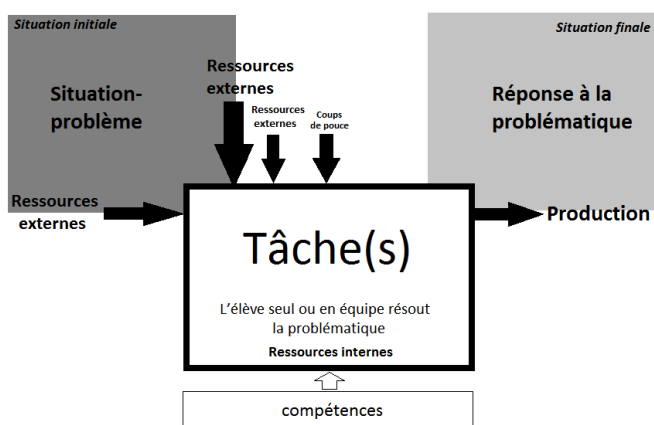 Situation initiale
Situation finale
Situation-
problème
Ressources
externes
Ressources
externes
Coups
de pouce
Réponse à la
problématique
Ressources
externes
Production
Tâche(s)
L'élève seul ou en équipe résout
la problématique
Ressources internes
compétences